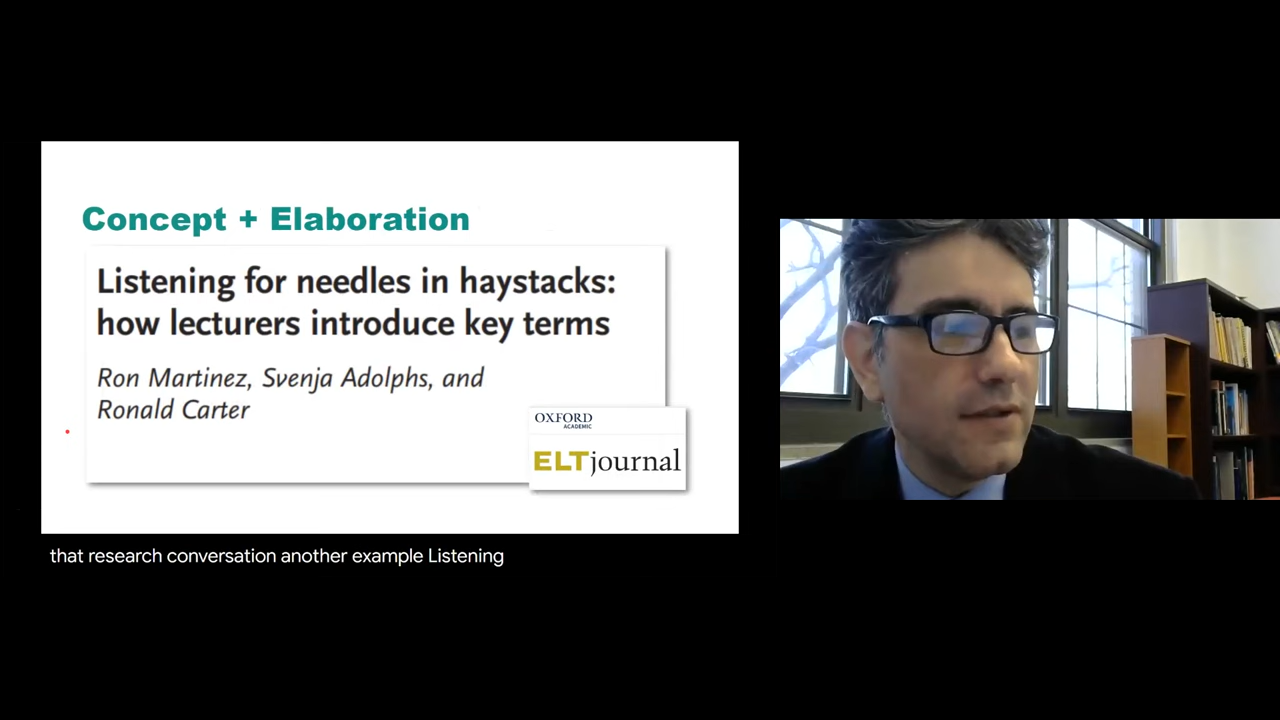 Concept + Elaboration
Listening for needles in haystacks:
how lecturers introduce key terms
Ron Martinez, Svenja Adolphs, and
Ronald Carter
OXFORD
ACADEMIC
ELTjournal
that research conversation another example Listening